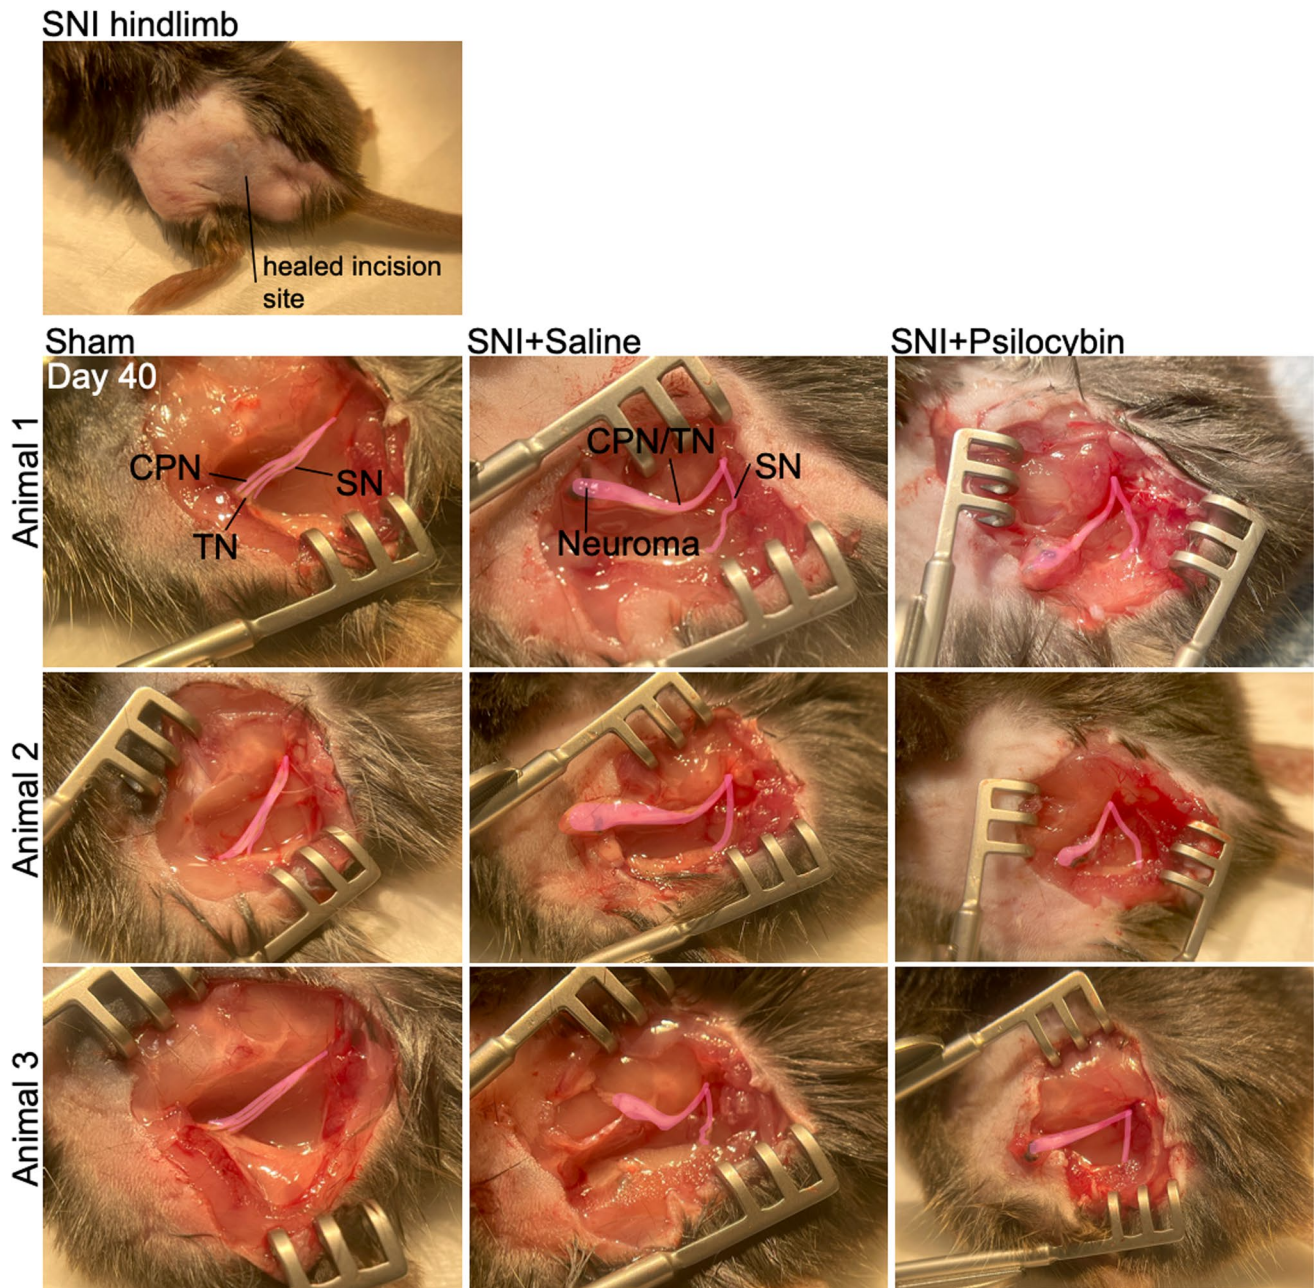 SNI hindlimb
healed incision
site
Sham
SNI+Saline
SNI+Psilocybin
Day 40
Animal 1
CPN
SN
TN
CPN/TN
SN
Neuroma
Animal 2
Animal 3